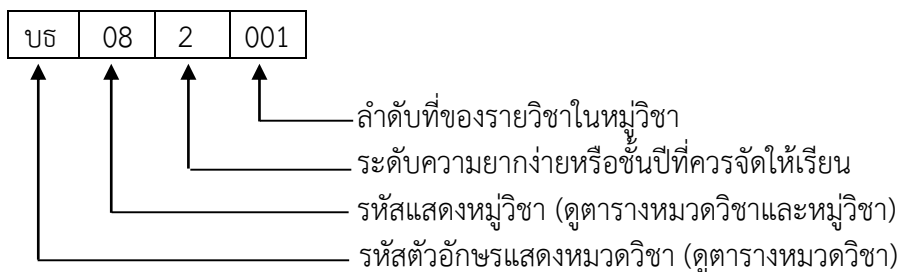 บธ 08 2 001
ลำดับที่ของรายวิชาในหมู่วิชา
ระดับความยากง่ายหรือชั้นปีที่ควรจัดให้เรียน
รหัสแสดงหมู่วิชา (ดูตารางหมวดวิชาและหมู่วิชา)
รหัสตัวอักษรแสดงหมวดวิชา (ดูตารางหมวดวิชา)